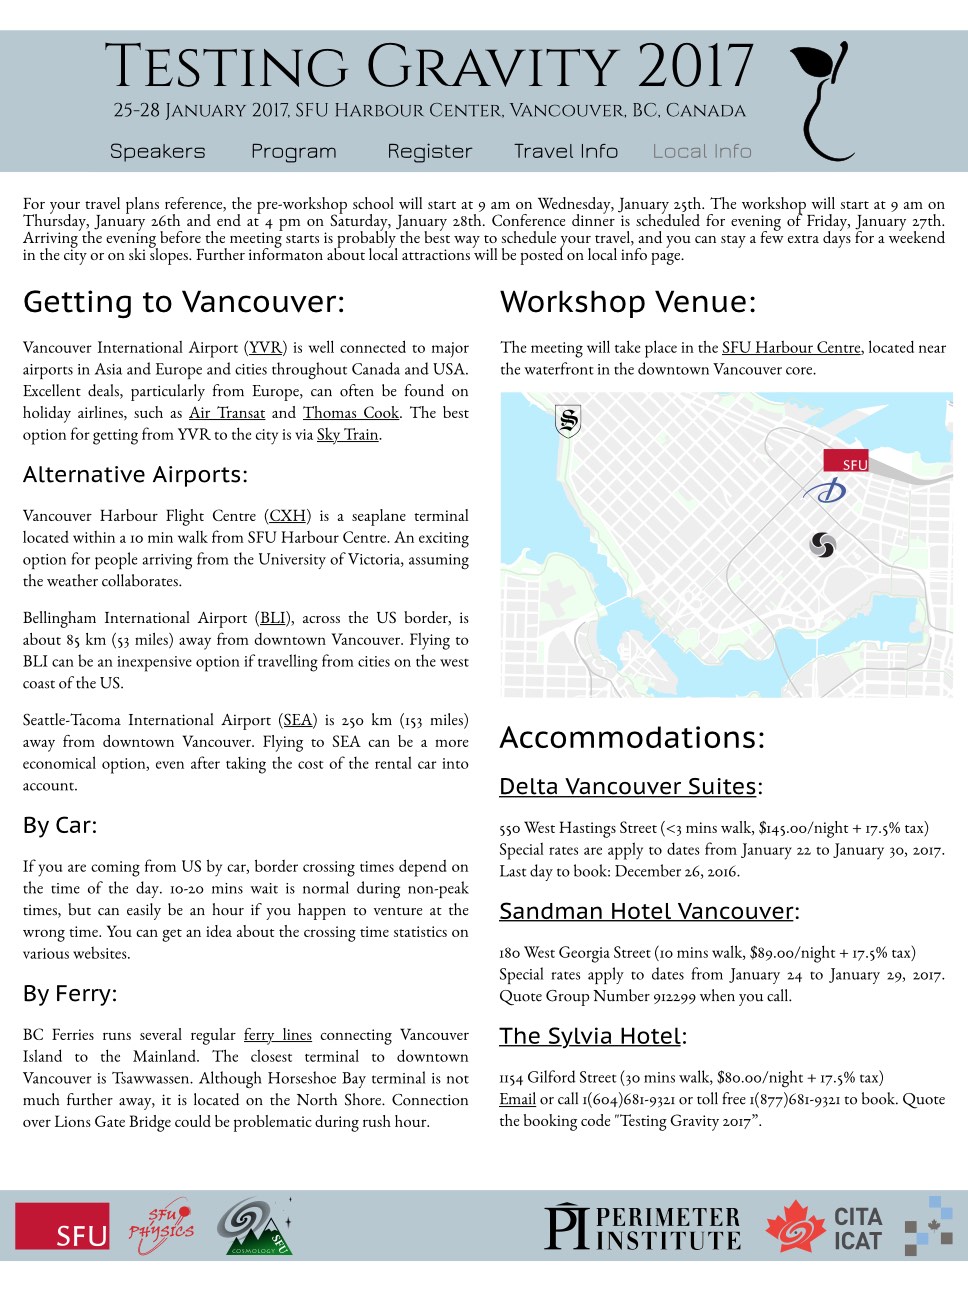 Testing Gravity 2017
25-28 January 2017, SFU Harbour Center, Vancouver, BC, Canada
Speakers Program Register Travel Info Local Info
For your travel plans reference, the pre-workshop school will start at 9 am on Wednesday, January 25th. The workshop will start at 9 am on
Thursday, January 26th and end at 4 pm on Saturday, January 28th. Conference dinner is scheduled for evening of Friday, January 27th.
Arriving the evening before the meeting starts is probably the best way to schedule your travel, and you can stay a few extra days for a weekend
in the city or on ski slopes. Further informaton about local attractions will be posted on local info page.
Getting to Vancouver:
Vancouver International Airport (YVR) is well connected to major
airports in Asia and Europe and cities throughout Canada and USA.
Excellent deals, particularly from Europe, can often be found on
holiday airlines, such as Air Transat and Thomas Cook. The best
option for getting from YVR to the city is via Sky Train.
Alternative Airports:
Vancouver Harbour Flight Centre (CXH) is a seaplane terminal
located within a 10 min walk from SFU Harbour Centre. An exciting
option for people arriving from the University of Victoria, assuming
the weather collaborates.
Bellingham International Airport (BLI), across the US border, is
about 85 km (53 miles) away from downtown Vancouver. Flying to
BLI can be an inexpensive option if travelling from cities on the west
coast of the US.
Seattle-Tacoma International Airport (SEA) is 250 km (153 miles)
away from downtown Vancouver. Flying to SEA can be a more
economical option, even after taking the cost of the rental car into
account.
By Car:
If you are coming from US by car, border crossing times depend on
the time of the day. 10-20 mins wait is normal during non-peak
times, but can easily be an hour if you happen to venture at the
wrong time. You can get an idea about the crossing time statistics on
various websites.
By Ferry:
BC Ferries runs several regular ferry lines connecting Vancouver
Island to the Mainland. The closest terminal to downtown
Vancouver is Tsawwassen. Although Horseshoe Bay terminal is not
much further away, it is located on the North Shore. Connection
over Lions Gate Bridge could be problematic during rush hour.
Workshop Venue:
The meeting will take place in the SFU Harbour Centre, located near
the waterfront in the downtown Vancouver core.
S
SFU
D
Accommodations:
Delta Vancouver Suites:
550 West Hastings Street (<3 mins walk, $145.00/night + 17.5% tax)
Special rates are apply to dates from January 22 to January 30, 2017.
Last day to book: December 26, 2016.
Sandman Hotel Vancouver:
180 West Georgia Street (10 mins walk, $89.00/night + 17.5% tax)
Special rates apply to dates from January 24 to January 29, 2017.
Quote Group Number 912299 when you call.
The Sylvia Hotel:
1154 Gilford Street (30 mins walk, $80.00/night + 17.5% tax)
Email or call 1(604)681-9321 or toll free 1(877)681-9321 to book. Quote
the booking code "Testing Gravity 2017”.
SFU
SFU
PHYSICS
COSMOLOGY
SFU
PI PERIMETER
INSTITUTE
CITA
ICAT